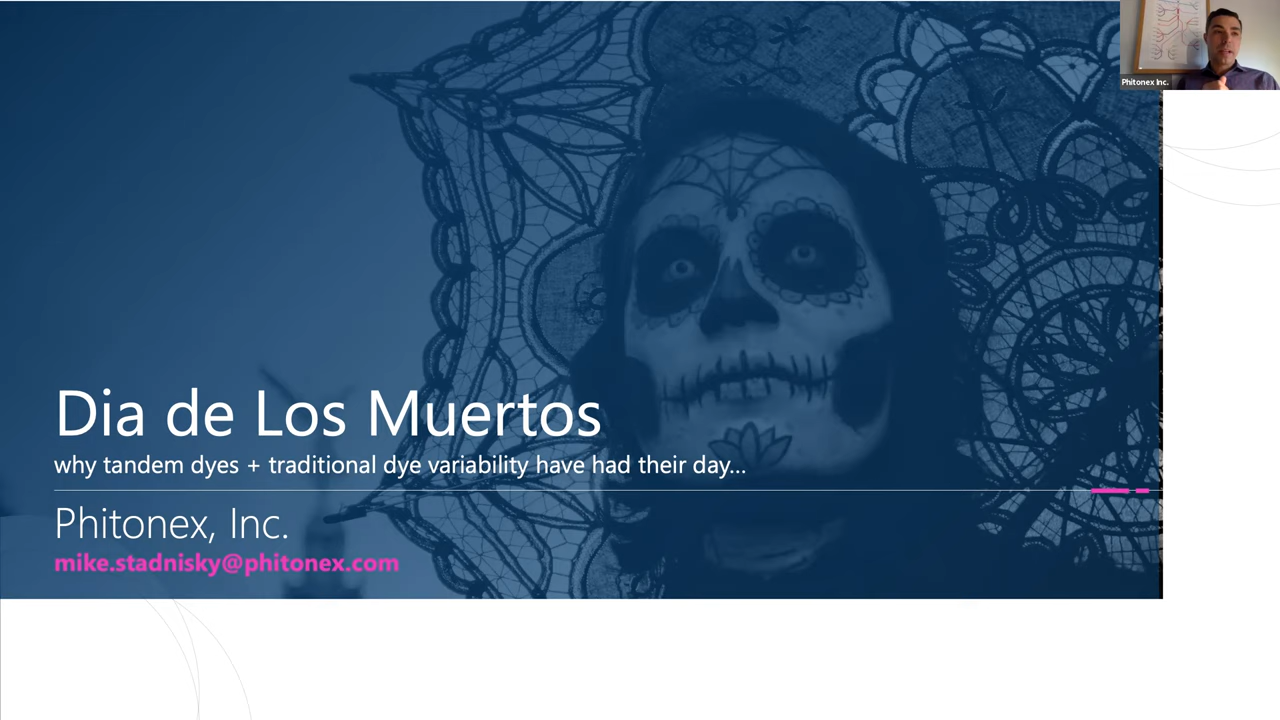 Phitonex Inc.
Dia de Los Muertos
why tandem dyes + traditional dye variability have had their day...
Phitonex, Inc.
mike.stadnisky@phitonex.com